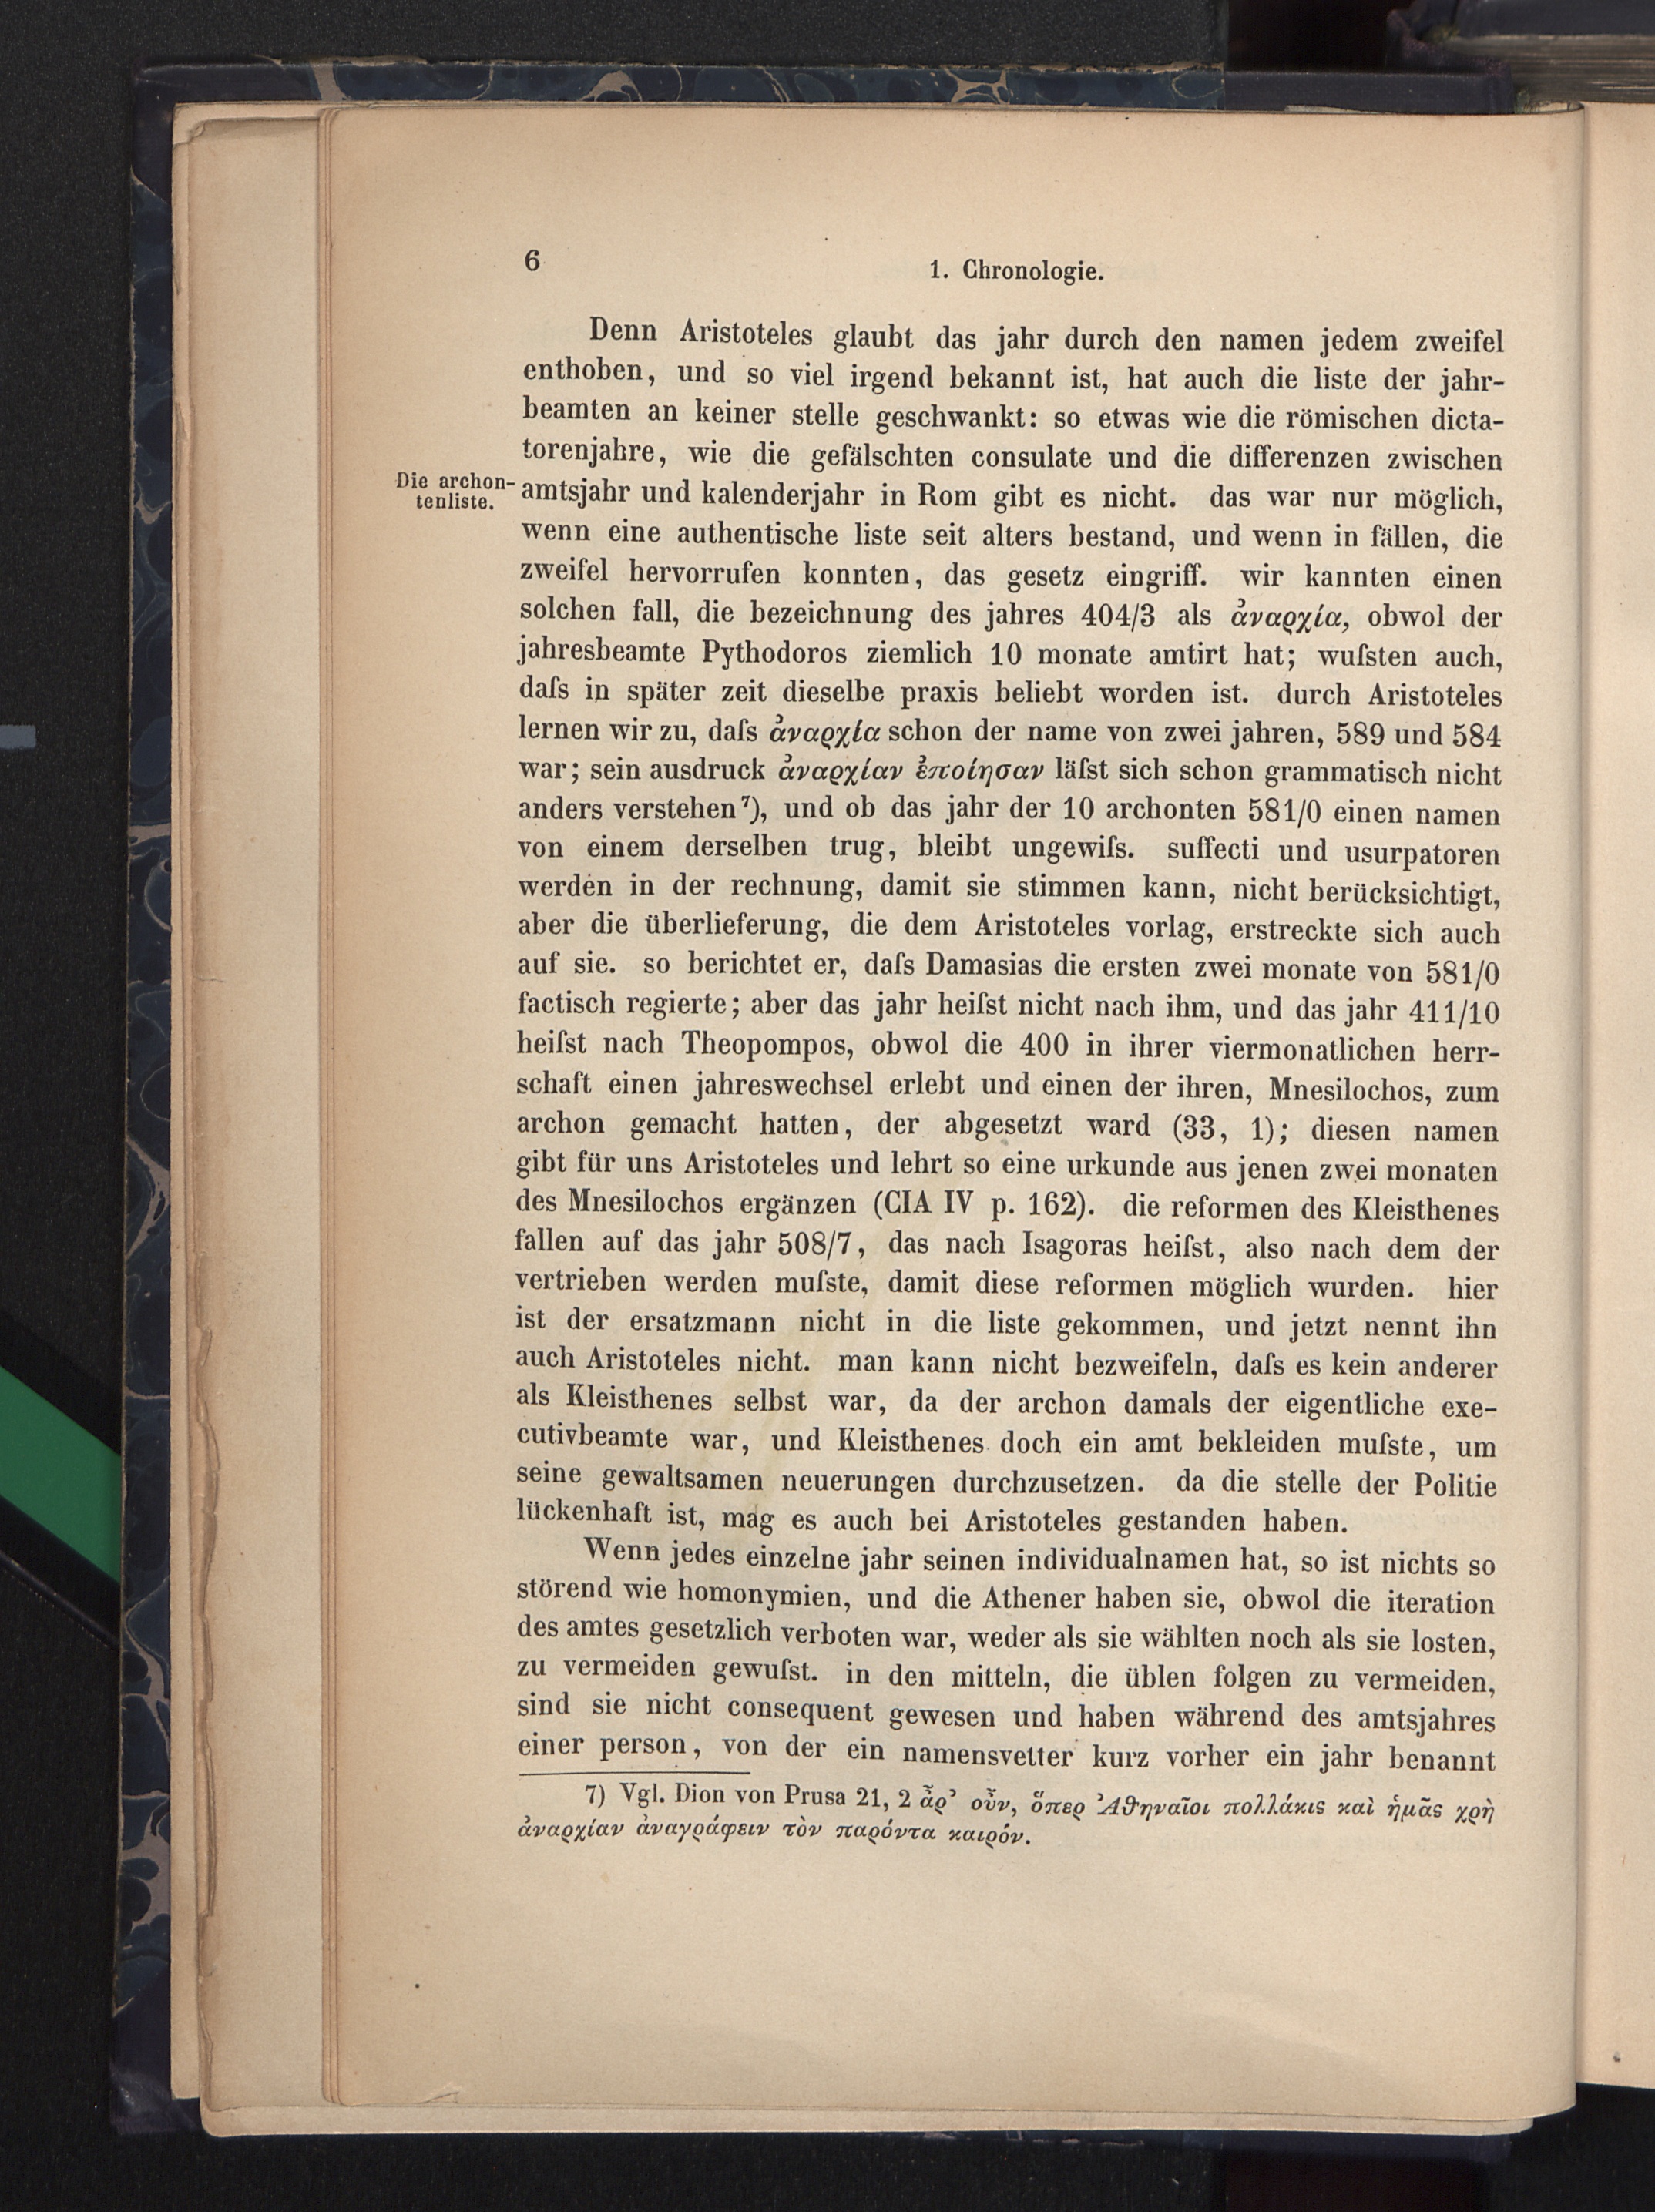 6
1. Chronologie.
Denn Aristoteles glaubt das jahr durch den namen jedem zweifel
enthoben, und so viel irgend bekannt ist, hat auch die liste der jahr-
beamten an keiner stelle geschwankt: so etwas wie die römischen dicta-
torenjahre, wie die gefälschten consulate und die differenzen zwischen
Die archon-
tenliste.
amtsjahr und kalenderjahr in Rom gibt es nicht. das war nur möglich,
wenn eine authentische liste seit alters bestand, und wenn in fällen, die
zweifel hervorrufen konnten, das gesetz eingriff. wir kannten einen
solchen fall, die bezeichnung des jahres 404/3 als ἀναρχία, obwol der
jahresbeamte Pythodoros ziemlich 10 monate amtirt hat; wuſsten auch,
daſs in später zeit dieselbe praxis beliebt worden ist. durch Aristoteles
lernen wir zu, daſs ἀναρχία schon der name von zwei jahren, 589 und 584
war; sein ausdruck ἀναρχίαν ἐποίησαν läſst sich schon grammatisch nicht
anders verstehen⁷), und ob das jahr der 10 archonten 581/0 einen namen
von einem derselben trug, bleibt ungewiſs. suffecti und usurpatoren
werden in der rechnung, damit sie stimmen kann, nicht berücksichtigt,
aber die überlieferung, die dem Aristoteles vorlag, erstreckte sich auch
auf sie. so berichtet er, daſs Damasias die ersten zwei monate von 581/0
factisch regierte; aber das jahr heiſst nicht nach ihm, und das jahr 411/10
heiſst nach Theopompos, obwol die 400 in ihrer viermonatlichen herr-
schaft einen jahreswechsel erlebt und einen der ihren, Mnesilochos, zum
archon gemacht hatten, der abgesetzt ward (33, 1); diesen namen
gibt für uns Aristoteles und lehrt so eine urkunde aus jenen zwei monaten
des Mnesilochos ergänzen (CIA IV p. 162). die reformen des Kleisthenes
fallen auf das jahr 508/7, das nach Isagoras heiſst, also nach dem der
vertrieben werden muſste, damit diese reformen möglich wurden. hier
ist der ersatzmann nicht in die liste gekommen, und jetzt nennt ihn
auch Aristoteles nicht. man kann nicht bezweifeln, daſs es kein anderer
als Kleisthenes selbst war, da der archon damals der eigentliche exe-
cutivbeamte war, und Kleisthenes doch ein amt bekleiden muſste, um
seine gewaltsamen neuerungen durchzusetzen. da die stelle der Politie
lückenhaft ist, mag es auch bei Aristoteles gestanden haben.
Wenn jedes einzelne jahr seinen individualnamen hat, so ist nichts so
störend wie homonymien, und die Athener haben sie, obwol die iteration
des amtes gesetzlich verboten war, weder als sie wählten noch als sie losten,
zu vermeiden gewuſst. in den mitteln, die üblen folgen zu vermeiden,
sind sie nicht consequent gewesen und haben während des amtsjahres
einer person, von der ein namensvetter kurz vorher ein jahr benannt
7) Vgl. Dion von Prusa 21, 2 ἆρ᾽ οὖν, ὅπερ Ἀθηναῖοι πολλάκις καὶ ἡμᾶς χρὴ
ἀναρχίαν ἀναγράφειν τὸν παρόντα καιρόν.